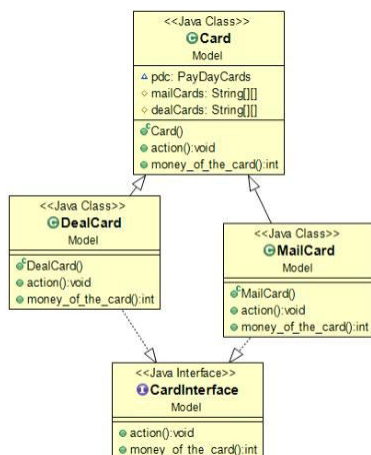 <<Java Class>>
Card
Model
pdc: PayDayCards
mailCards: String[][]
dealCards: String[][]
Card()
action():void
money_of_the_card():int
<<Java Class>>
DealCard
Model
DealCard()
action():void
money_of_the_card():int
<<Java Class>>
MailCard
Model
MailCard()
action():void
money_of_the_card():int
<<Java Interface>>
CardInterface
Model
action():void
money_of_the_card():int